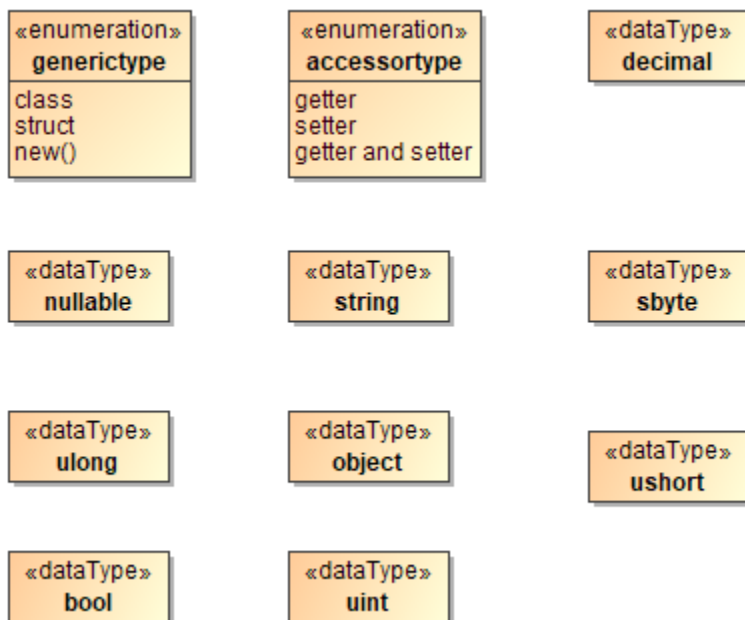 «enumeration»
generictype
class
struct
new()
«enumeration»
accessortype
getter
setter
getter and setter
«dataType»
decimal
«dataType»
nullable
«dataType»
string
«dataType»
sbyte
«dataType»
ulong
«dataType»
object
«dataType»
ushort
«dataType»
bool
«dataType»
uint